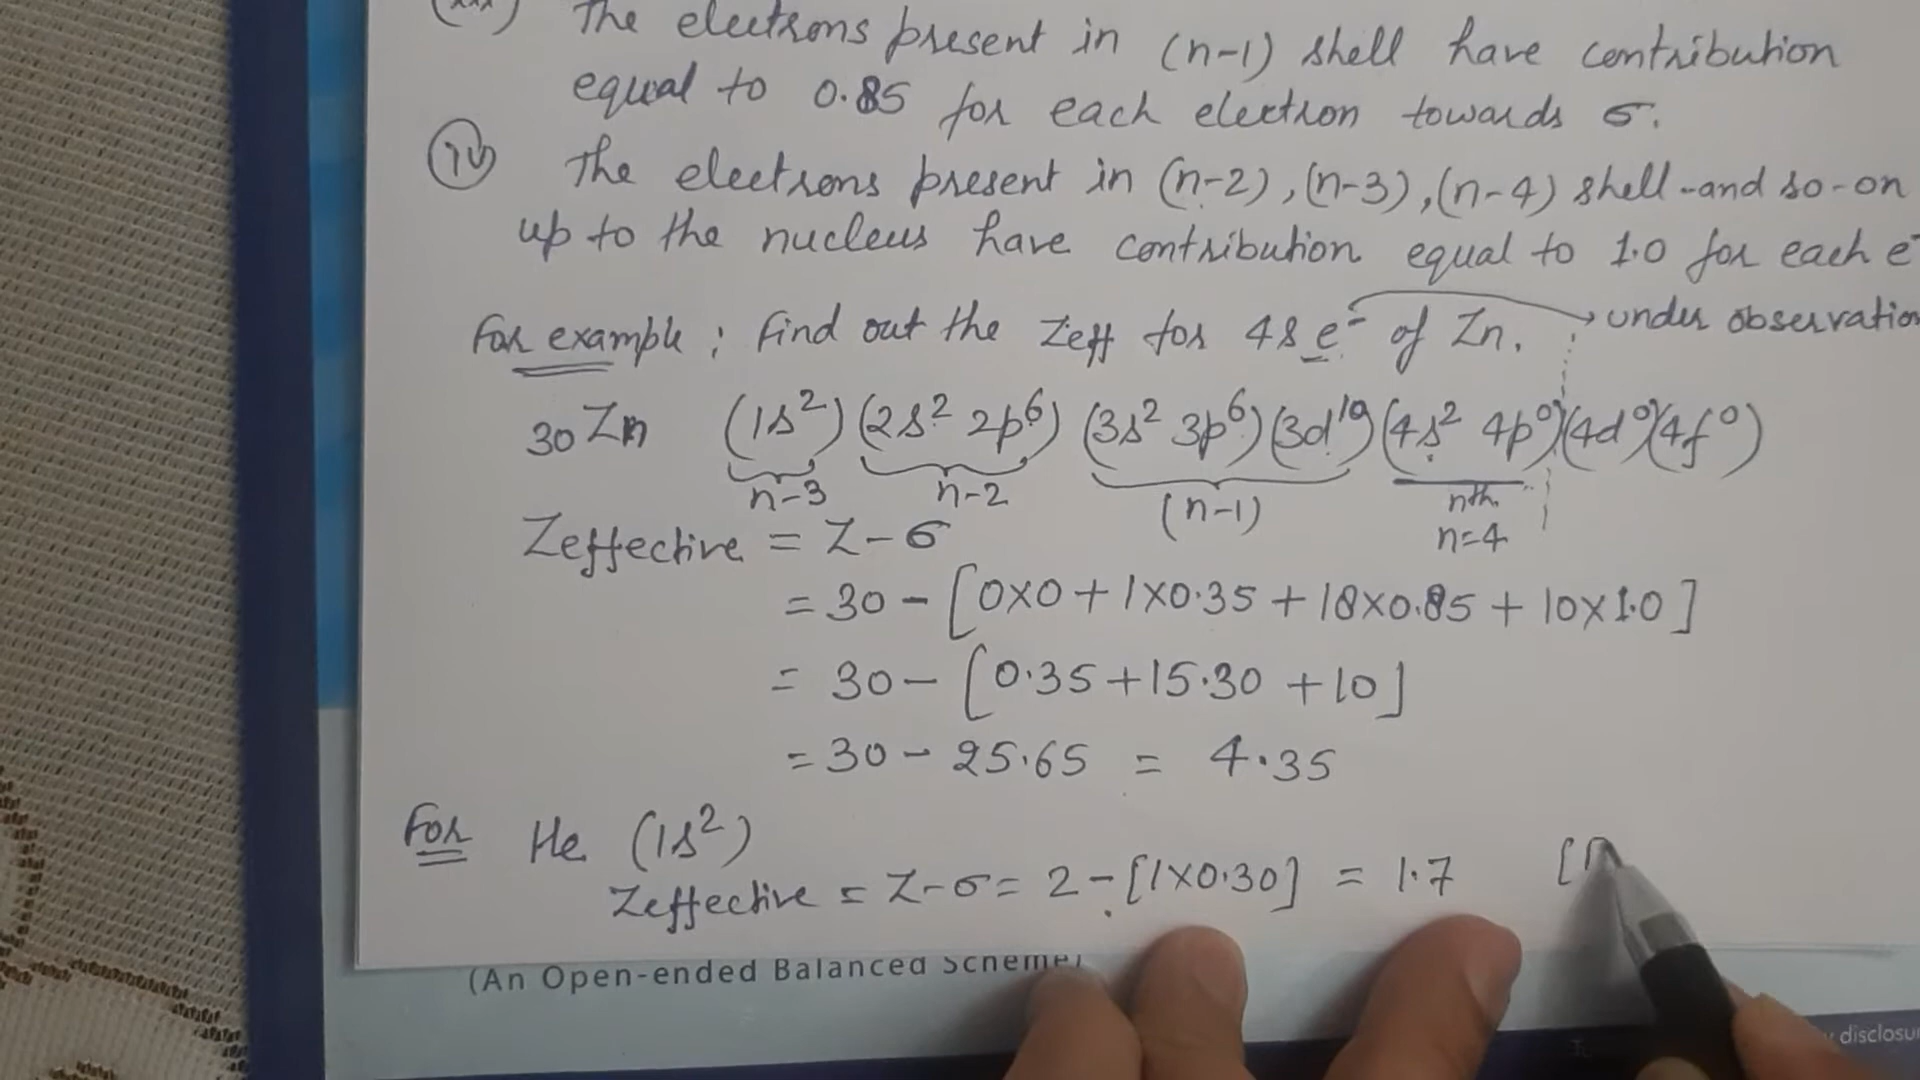 The electrons present in (n-1) shell have contribution
equal to 0.85 for each electron towards σ.
(iv) The electrons present in (n-2), (n-3), (n-4) shell and so-on
up to the nucleus have contribution equal to 1.0 for each e⁻
For example : Find out the Zeff for 4s e⁻ of Zn. → under observation
30Zn (1s²) (2s² 2p⁶) (3s² 3p⁶) (3d¹⁰) (4s² 4p⁰) (4d⁰) (4f⁰)
n-3 n-2 (n-1) nth
n=4
Zeffective = Z-σ
= 30 - [0×0 + 1×0.35 + 18×0.85 + 10×1.0]
= 30 - [0.35 + 15.30 + 10]
= 30 - 25.65 = 4.35
For He (1s²)
Zeffective = Z-σ = 2 - [1×0.30] = 1.7 [
(An Open-ended Balanced Scheme)
disclosu